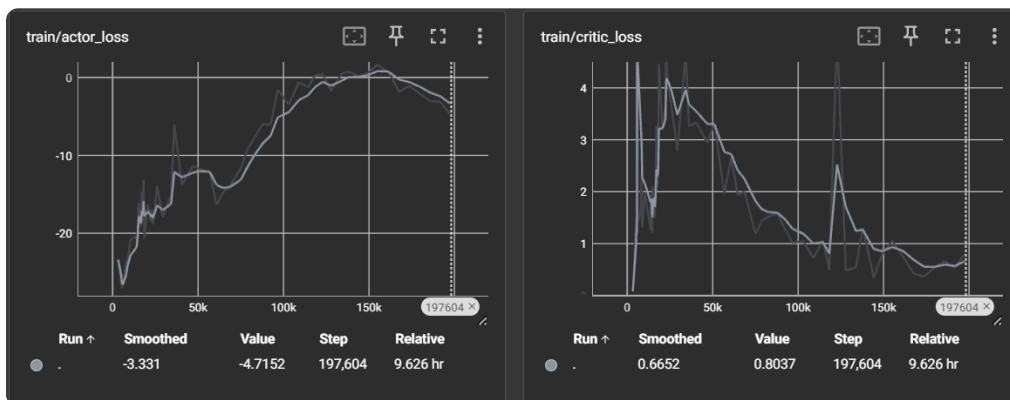 train/actor_loss
0
-10
-20
0
50k
100k
150k
197604 ×
Run ↑ Smoothed Value Step Relative
. -3.331 -4.7152 197,604 9.626 hr
train/critic_loss
4
3
2
1
0
50k
100k
150k
197604 ×
Run ↑ Smoothed Value Step Relative
. 0.6652 0.8037 197,604 9.626 hr